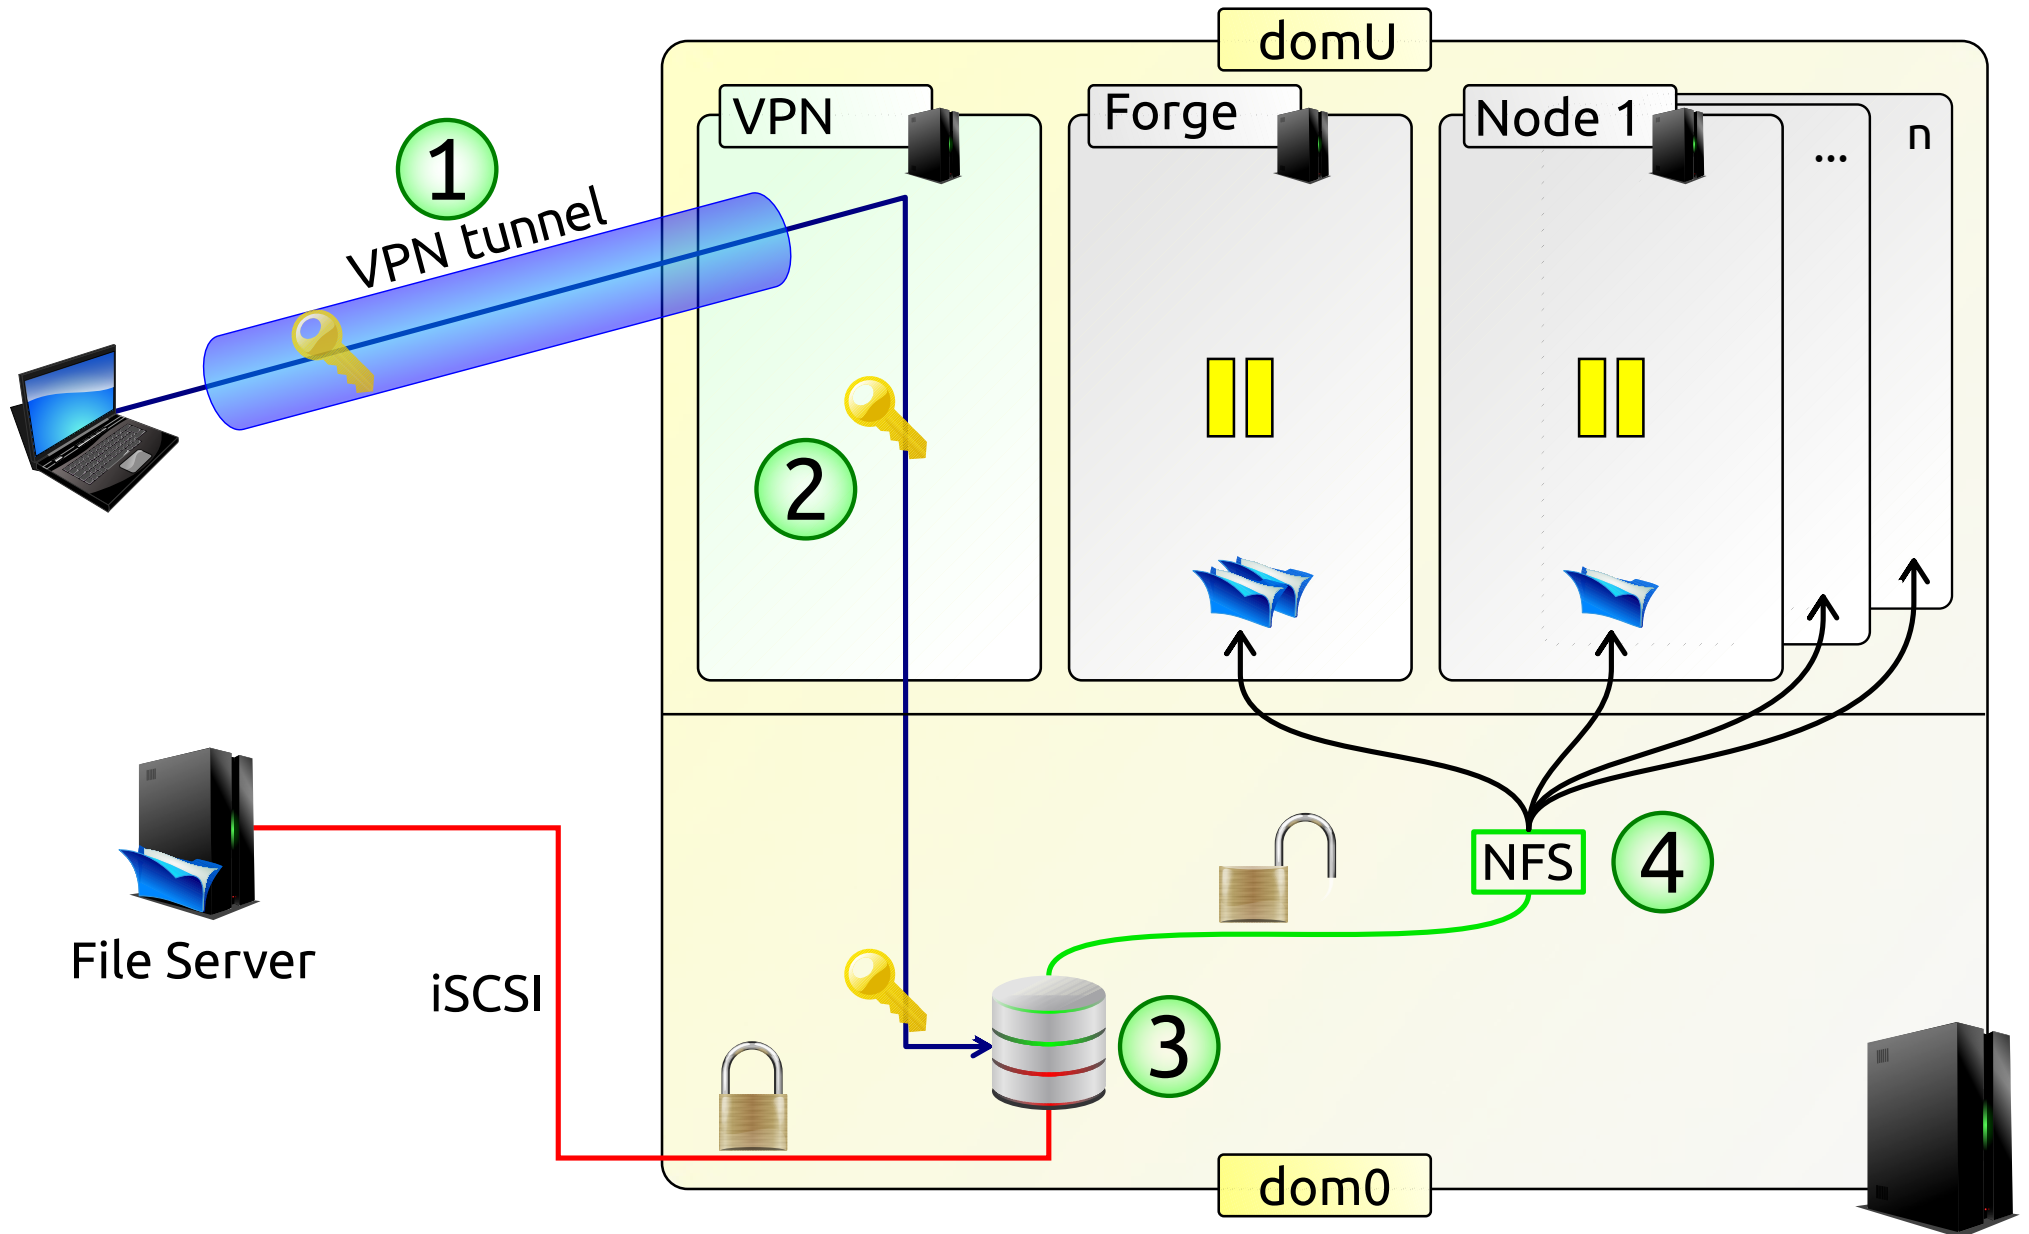 domU
VPN
Forge
Node 1
...
n
1
VPN tunnel
2
File Server
iSCSI
NFS
4
3
dom0